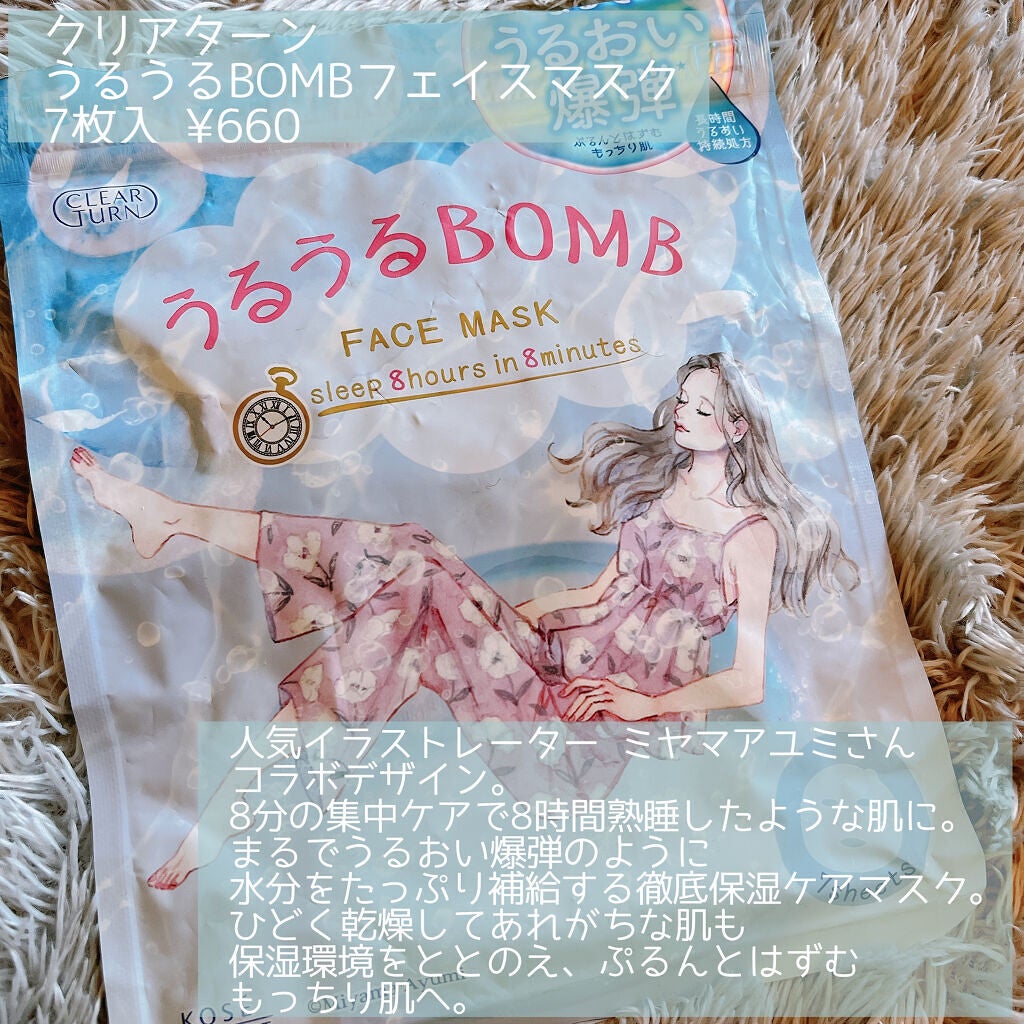 クリアターン
うるうるBOMBフェイスマスク
7枚入 ¥660
うるおい
爆弾
ぷるんとはずむ
もっちり肌
長時間
うるおい
持続処方
CLEAR
TURN
うるうるBOMB
FACE MASK
sleep 8hours in 8minutes
人気イラストレーター ミヤマアユミさん
コラボデザイン。
8分の集中ケアで8時間熟睡したような肌に。
まるでうるおい爆弾のように
水分をたっぷり補給する徹底保湿ケアマスク。
7sheets
ひどく乾燥してあれがちな肌も
保湿環境をととのえ、ぷるんとはずむ
もっちり肌へ。
©Miyama Ayumi
KOSE